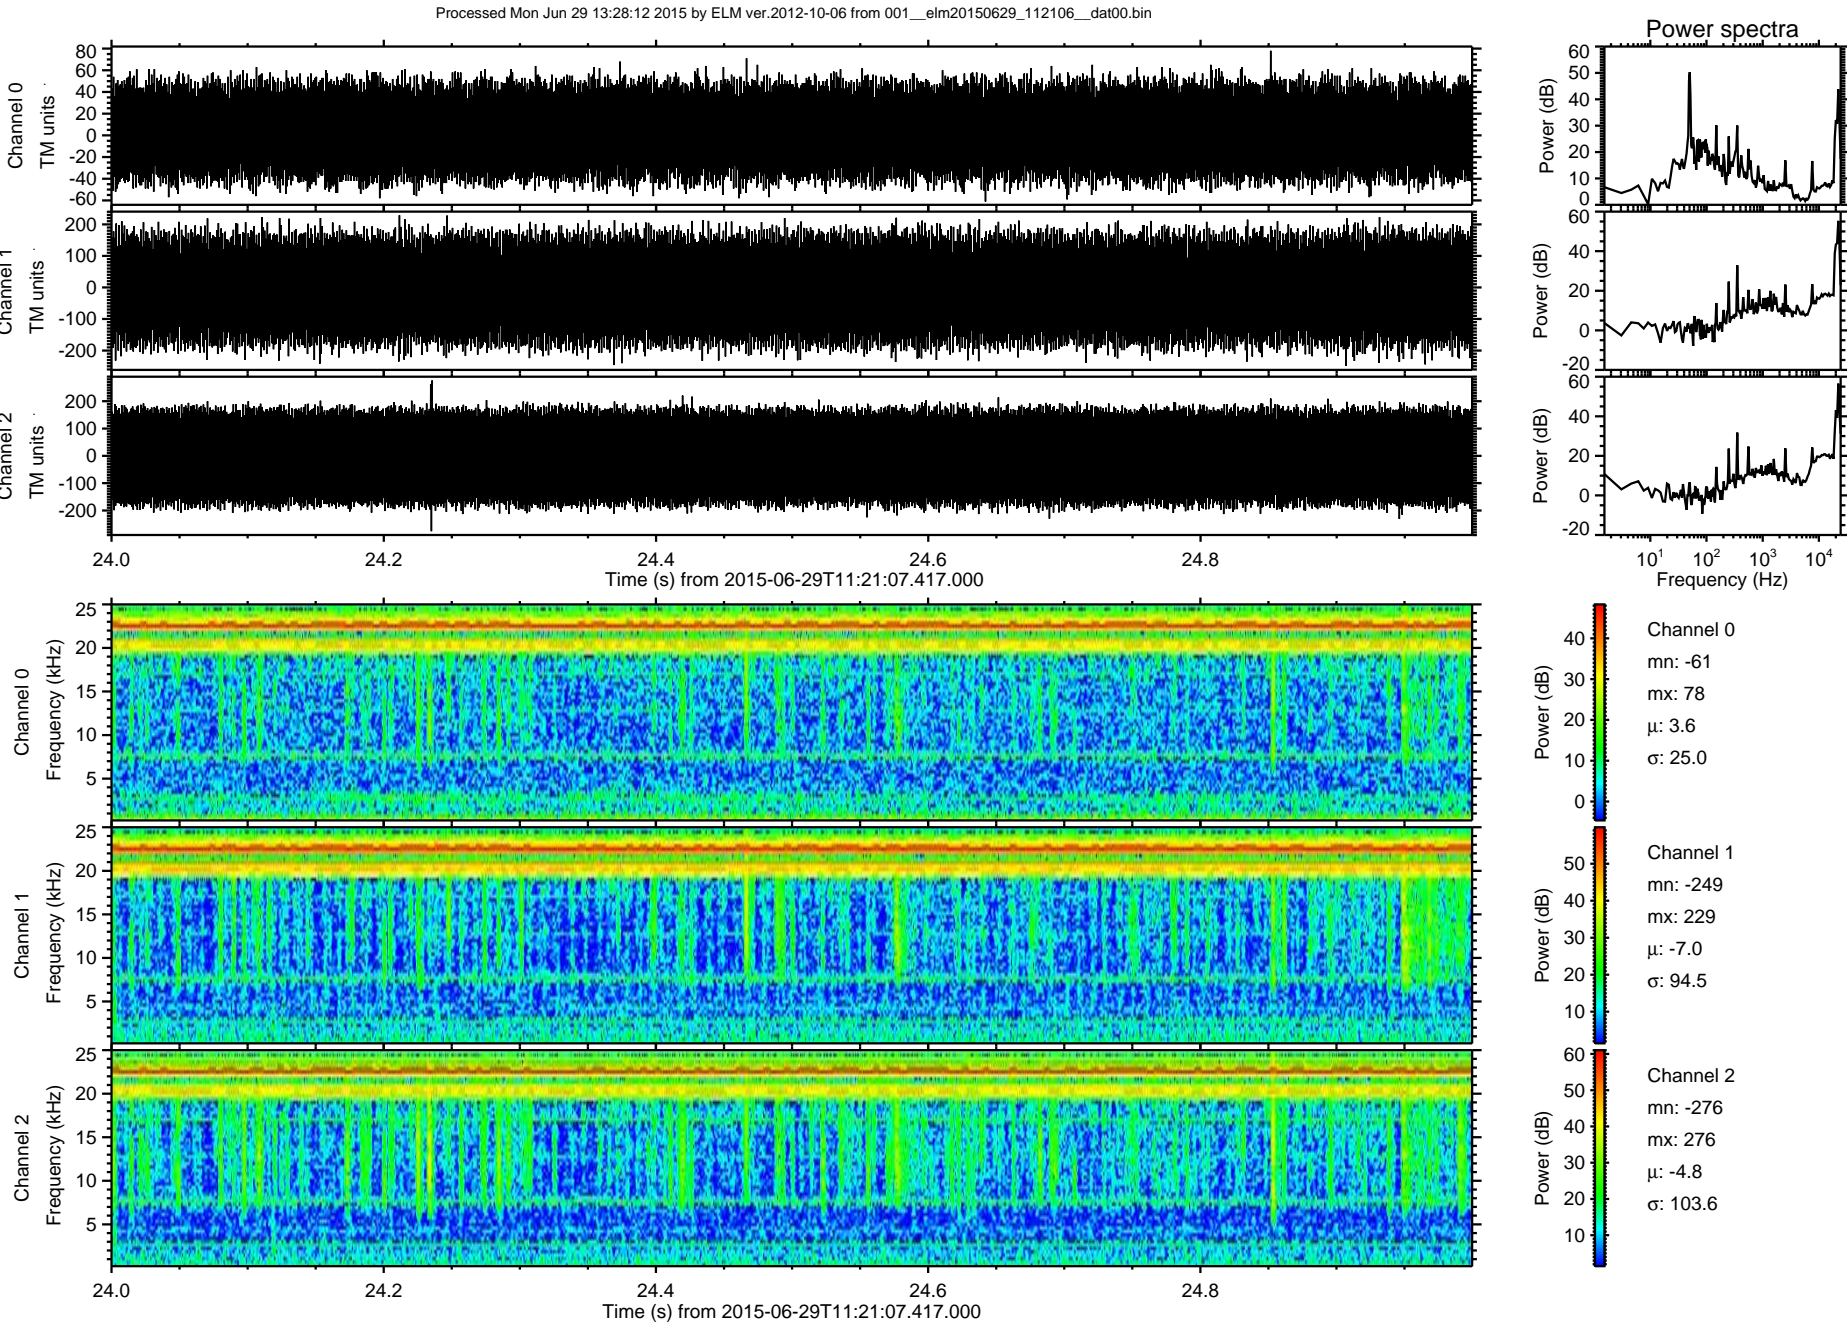 Processed Mon Jun 29 13:28:12 2015 by ELM ver.2012-10-06 from 001__elm20150629_112106__dat00.bin
Power spectra
Channel 0
TM units
80
60
40
20
0
-20
-40
-60
Power (dB)
60
50
40
30
20
10
0
Channel 1
TM units
200
100
0
-100
-200
Power (dB)
60
40
20
0
-20
Channel 2
TM units
200
100
0
-100
-200
Power (dB)
60
40
20
0
-20
24.0 24.2 24.4 24.6 24.8
Time (s) from 2015-06-29T11:21:07.417.000
10^1 10^2 10^3 10^4
Frequency (Hz)
Channel 0
Frequency (kHz)
25
20
15
10
5
Power (dB)
40
30
20
10
0
Channel 0
mn: -61
mx: 78
μ: 3.6
σ: 25.0
Channel 1
Frequency (kHz)
25
20
15
10
5
Power (dB)
50
40
30
20
10
Channel 1
mn: -249
mx: 229
μ: -7.0
σ: 94.5
Channel 2
Frequency (kHz)
25
20
15
10
5
Power (dB)
60
50
40
30
20
10
Channel 2
mn: -276
mx: 276
μ: -4.8
σ: 103.6
24.0 24.2 24.4 24.6 24.8
Time (s) from 2015-06-29T11:21:07.417.000